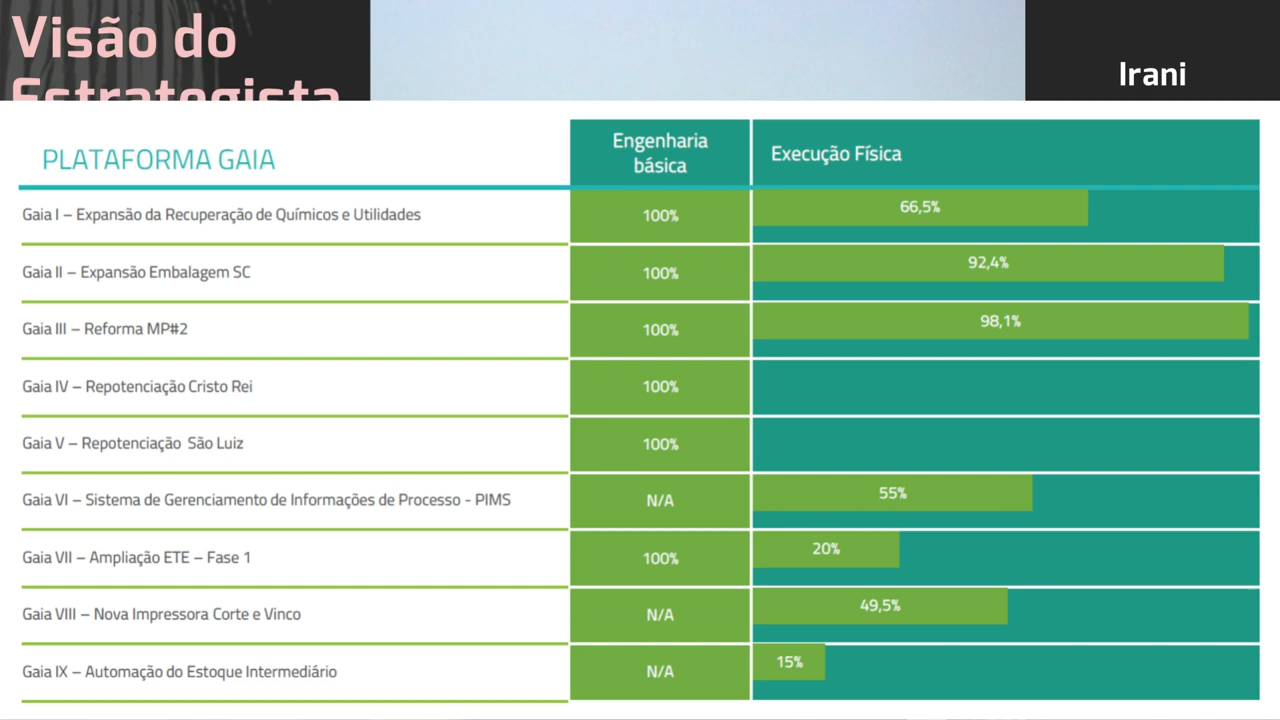 Visão do
Estrategista
Irani
PLATAFORMA GAIA
Engenharia
básica
Execução Física
Gaia I – Expansão da Recuperação de Químicos e Utilidades
100%
66,5%
Gaia II – Expansão Embalagem SC
100%
92,4%
Gaia III – Reforma MP#2
100%
98,1%
Gaia IV – Repotenciação Cristo Rei
100%
Gaia V – Repotenciação São Luiz
100%
Gaia VI – Sistema de Gerenciamento de Informações de Processo - PIMS
N/A
55%
Gaia VII – Ampliação ETE – Fase 1
100%
20%
Gaia VIII – Nova Impressora Corte e Vinco
N/A
49,5%
Gaia IX – Automação do Estoque Intermediário
N/A
15%